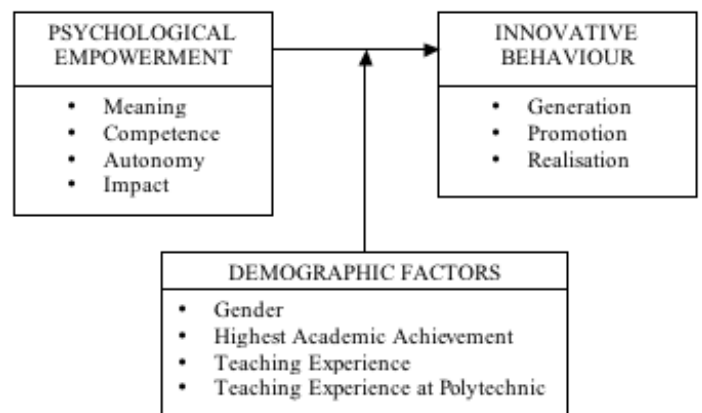 PSYCHOLOGICAL
EMPOWERMENT
• Meaning
• Competence
• Autonomy
• Impact
INNOVATIVE
BEHAVIOUR
• Generation
• Promotion
• Realisation
DEMOGRAPHIC FACTORS
• Gender
• Highest Academic Achievement
• Teaching Experience
• Teaching Experience at Polytechnic